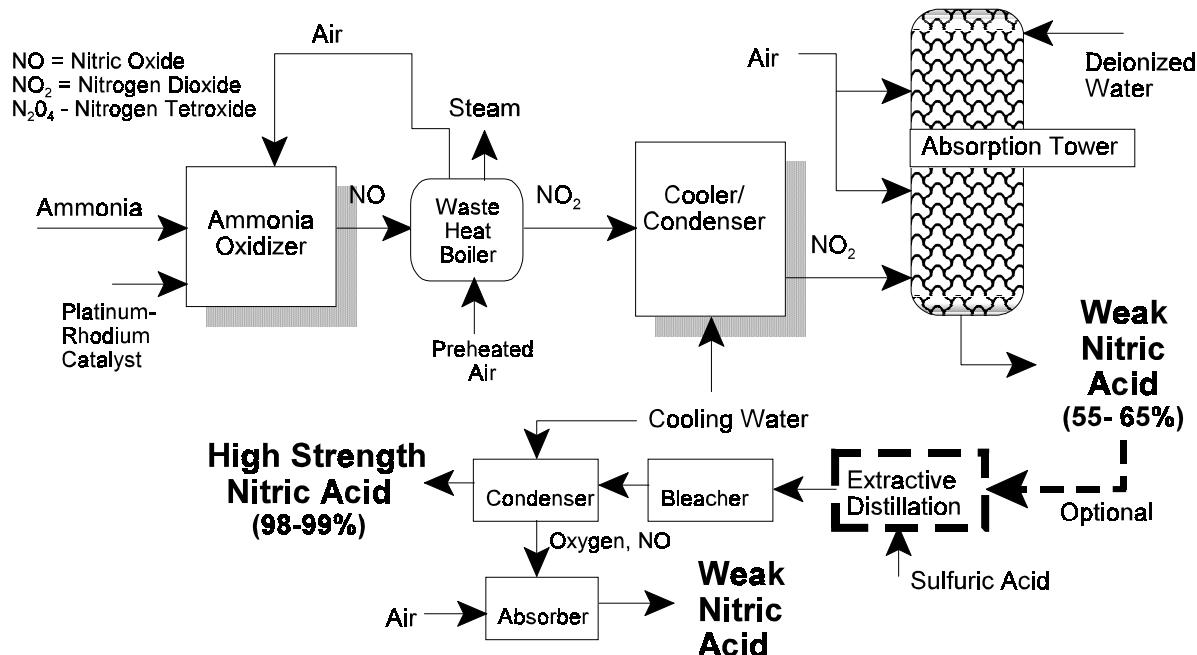 Air
NO = Nitric Oxide
NO₂ = Nitrogen Dioxide
N₂0₄ - Nitrogen Tetroxide
Steam
Air
Deionized
Water
Absorption Tower
Ammonia
Ammonia
Oxidizer
NO
Waste
Heat
Boiler
NO₂
Cooler/
Condenser
NO₂
Platinum-
Rhodium
Catalyst
Preheated
Air
Weak
Nitric
Acid
(55- 65%)
Cooling Water
High Strength
Nitric Acid
(98-99%)
Condenser
Bleacher
Extractive
Distillation
Optional
Oxygen, NO
Sulfuric Acid
Air
Absorber
Weak
Nitric
Acid